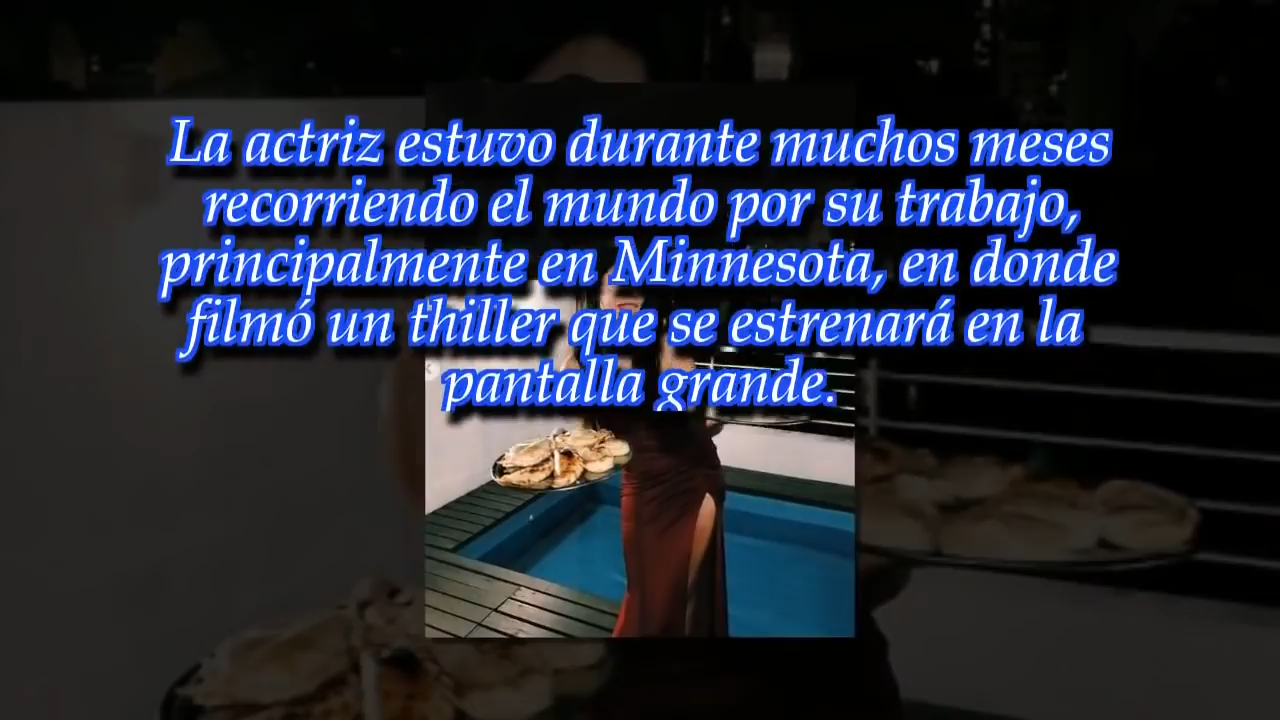 La actriz estuvo durante muchos meses
recorriendo el mundo por su trabajo,
principalmente en Minnesota, en donde
filmó un thiller que se estrenará en la
pantalla grande.